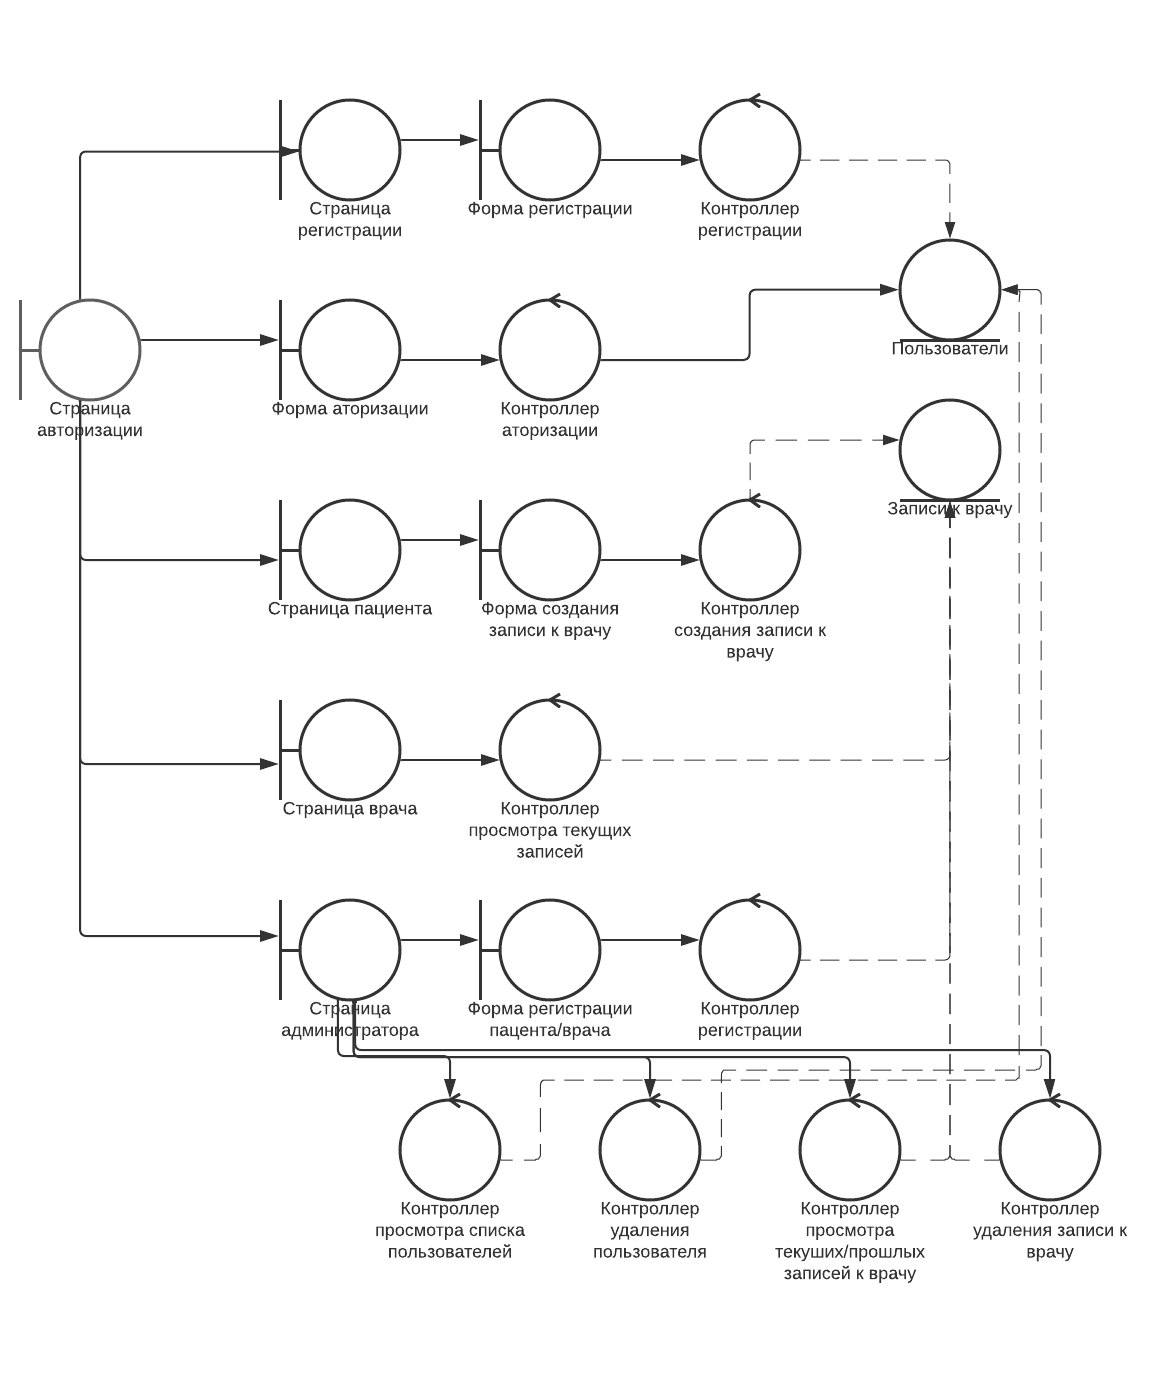 Страница
регистрации
Форма регистрации
Контроллер
регистрации
Пользователи
Страница
авторизации
Форма аторизации
Контроллер
аторизации
Записи к врачу
Страница пациента
Форма создания
записи к врачу
Контроллер
создания записи к
врачу
Страница врача
Контроллер
просмотра текущих
записей
Страница
администратора
Форма регистрации
пацента/врача
Контроллер
регистрации
Контроллер
просмотра списка
пользователей
Контроллер
удаления
пользователя
Контроллер
просмотра
текуших/прошлых
записей к врачу
Контроллер
удаления записи к
врачу